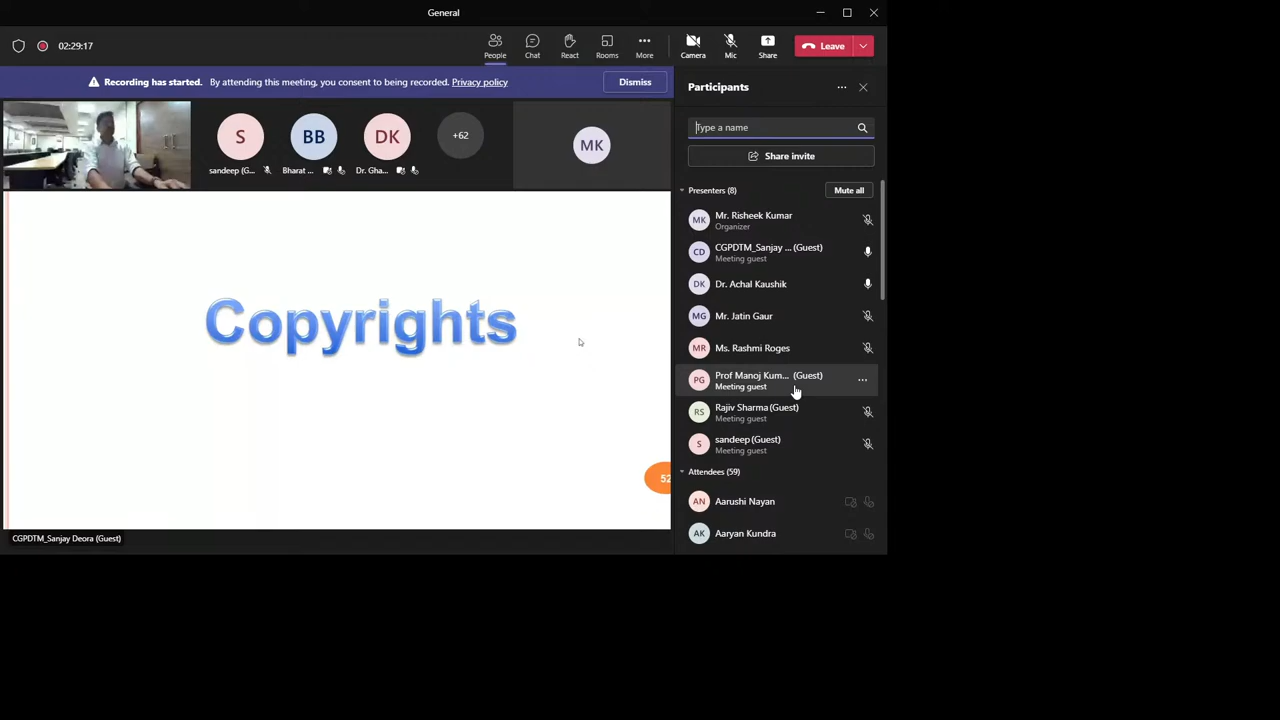 General
02:29:17
People
Chat
React
Rooms
More
Camera
Mic
Share
Leave
Recording has started. By attending this meeting, you consent to being recorded. Privacy policy
Dismiss
S
BB
DK
+62
MK
sandeep (G...
Bharat ...
Dr. Gha...
Copyrights
52
CGPDTM_Sanjay Deora (Guest)
Participants
Type a name
Share invite
Presenters (8)
Mute all
MK
Mr. Risheek Kumar
Organizer
CD
CGPDTM_Sanjay ... (Guest)
Meeting guest
DK
Dr. Achal Kaushik
MG
Mr. Jatin Gaur
MR
Ms. Rashmi Roges
PG
Prof Manoj Kum... (Guest)
Meeting guest
RS
Rajiv Sharma (Guest)
Meeting guest
S
sandeep (Guest)
Meeting guest
Attendees (59)
AN
Aarushi Nayan
AK
Aaryan Kundra